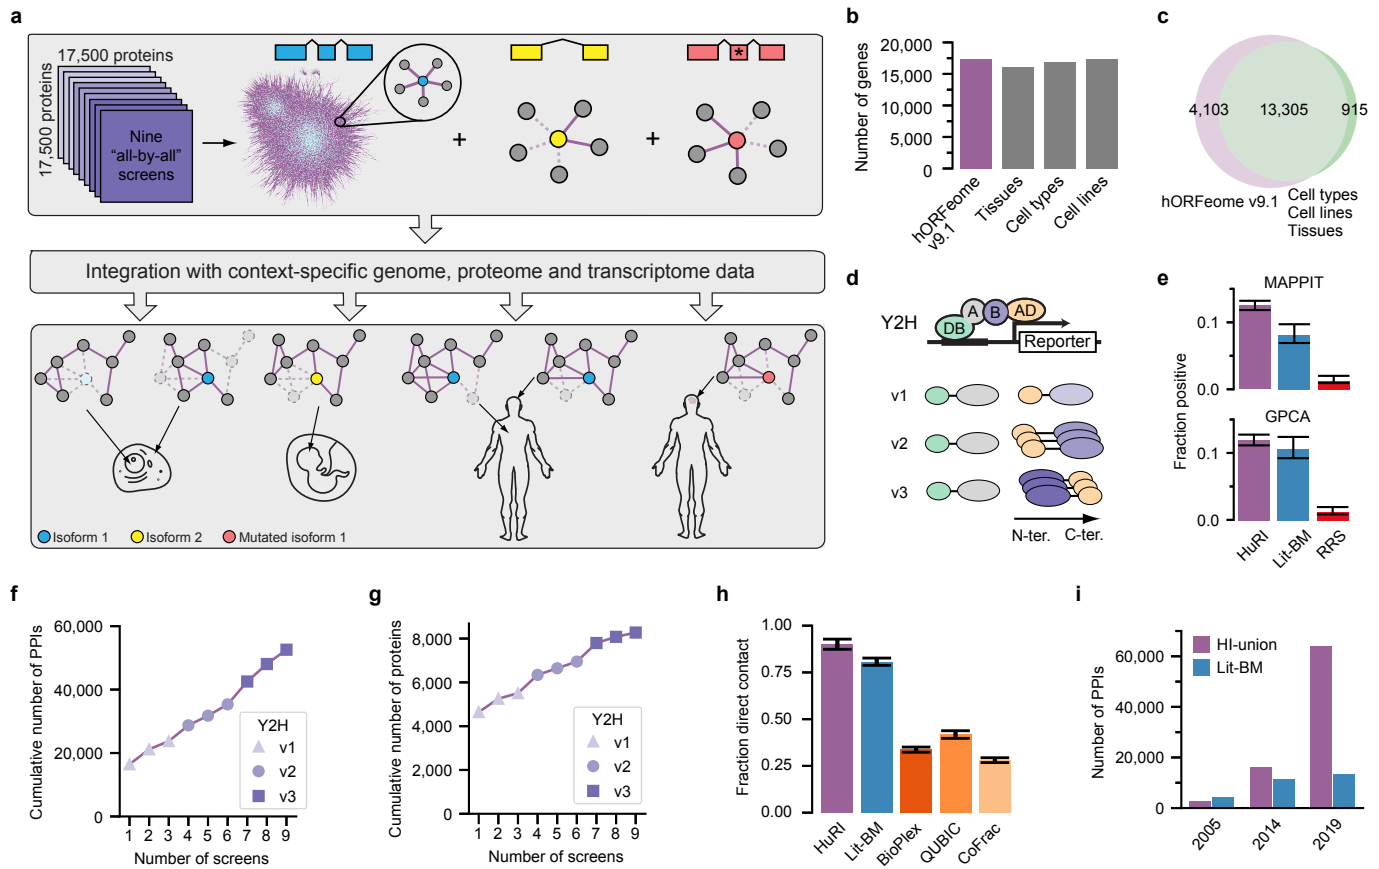 a
17,500 proteins
17,500 proteins
Nine
“all-by-all”
screens
*
+
+
Integration with context-specific genome, proteome and transcriptome data
Isoform 1
Isoform 2
Mutated isoform 1
b
Number of genes
20,000
15,000
10,000
5,000
0
hORFeome
v9.1
Tissues
Cell types
Cell lines
c
4,103
13,305
915
hORFeome v9.1
Cell types
Cell lines
Tissues
d
Y2H
DB
A
B
AD
Reporter
v1
v2
v3
N-ter.
C-ter.
e
MAPPIT
Fraction positive
0.1
0.0
GPCA
0.1
0.0
HuRI
Lit-BM
RRS
f
Cumulative number of PPIs
60,000
40,000
20,000
0
Y2H
v1
v2
v3
1 2 3 4 5 6 7 8 9
Number of screens
g
Cumulative number of proteins
8,000
6,000
4,000
2,000
0
Y2H
v1
v2
v3
1 2 3 4 5 6 7 8 9
Number of screens
h
Fraction direct contact
1.00
0.75
0.50
0.25
0.00
HuRI
Lit-BM
BioPlex
QUBIC
CoFrac
i
Number of PPIs
60,000
40,000
20,000
0
HI-union
Lit-BM
2005
2014
2019